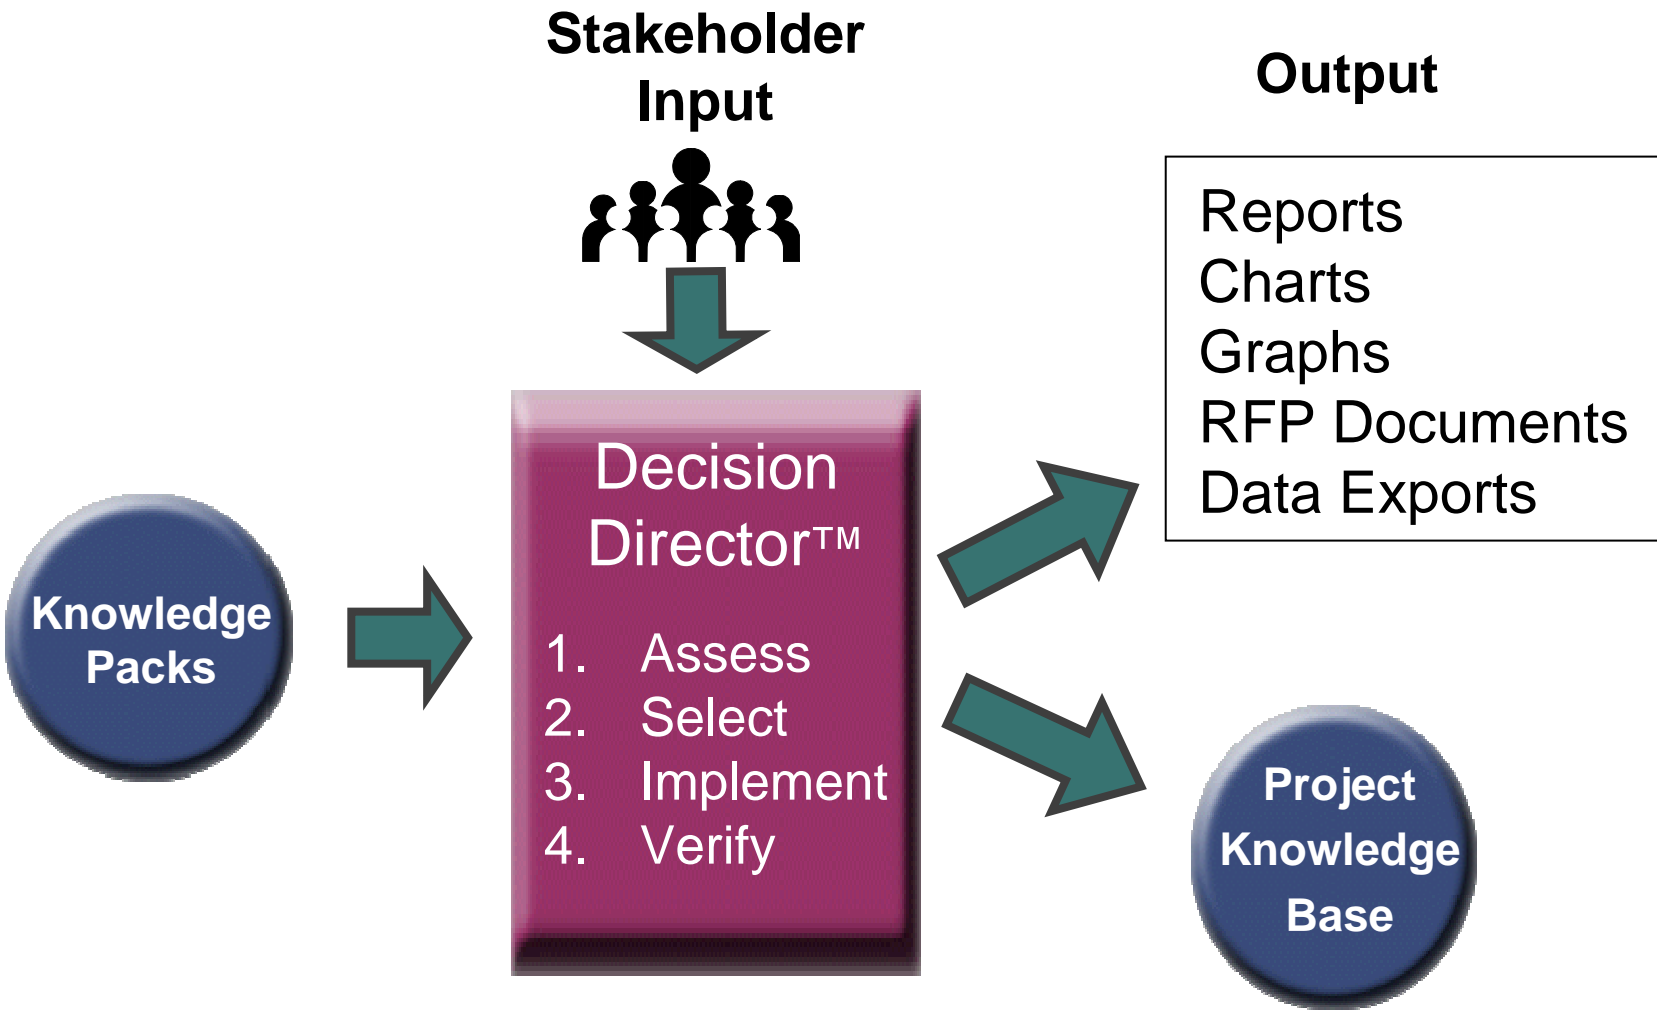 Stakeholder
Input
Output
Reports
Charts
Graphs
RFP Documents
Data Exports
Decision
Director™
1. Assess
2. Select
3. Implement
4. Verify
Knowledge
Packs
Project
Knowledge
Base